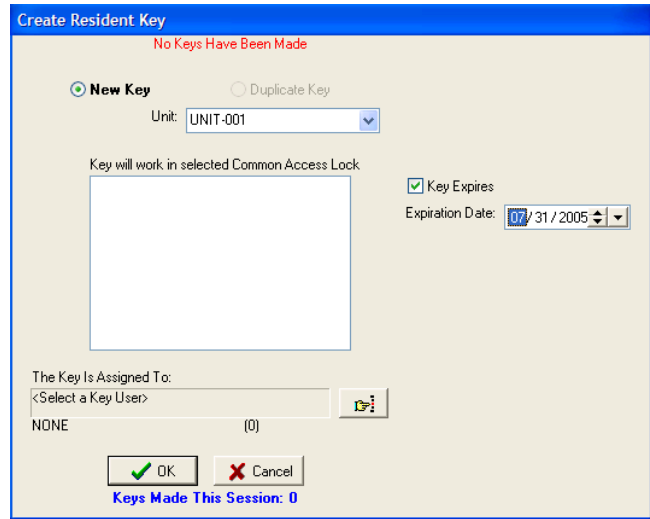 Create Resident Key
No Keys Have Been Made
New Key Duplicate Key
Unit: UNIT-001
Key will work in selected Common Access Lock
Key Expires
Expiration Date: 07/ 31 / 2005
The Key Is Assigned To:
<Select a Key User>
NONE (0)
OK Cancel
Keys Made This Session: 0